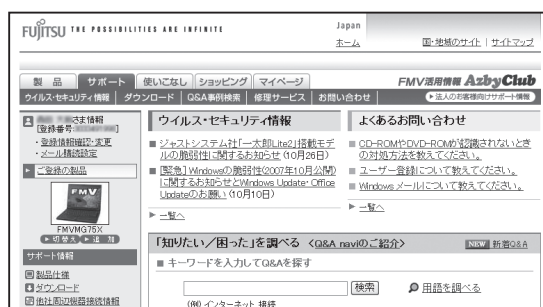 FUJITSU THE POSSIBILITIES ARE INFINITE
Japan
ホーム
国・地域のサイト | サイトマップ
製品 サポート 使いこなし ショッピング マイページ
FMV活用情報 AzbyClub
ウイルス・セキュリティ情報 ダウンロード Q&A事例検索 修理サービス お問い合わせ
法人のお客様向けサポート情報
さま情報
[登録番号:
・登録情報確認・変更
・メール購読設定
ご登録の製品
FMV
FMVMG75X
切替え 追加
サポート情報
製品仕様
ダウンロード
他社周辺機器接続情報
ウイルス・セキュリティ情報
ジャストシステム社「一太郎Lite2」搭載モデ
ルの脆弱性に関するお知らせ (10月26日)
[緊急] Windowsの脆弱性(2007年10月公開)
に関するお知らせとWindows Update・Office
Updateのお願い (10月10日)
一覧へ
よくあるお問い合わせ
CD-ROMやDVD-ROMが認識されないとき
の対処方法を教えてください。
ユーザー登録について教えてください。
Windows メールについて教えてください。
一覧へ
「知りたい/困った」を調べる 〈Q&A naviのご紹介〉
NEW 新着Q&A
キーワードを入力してQ&Aを探す
検索
用語を調べる
(例) インターネット 接続